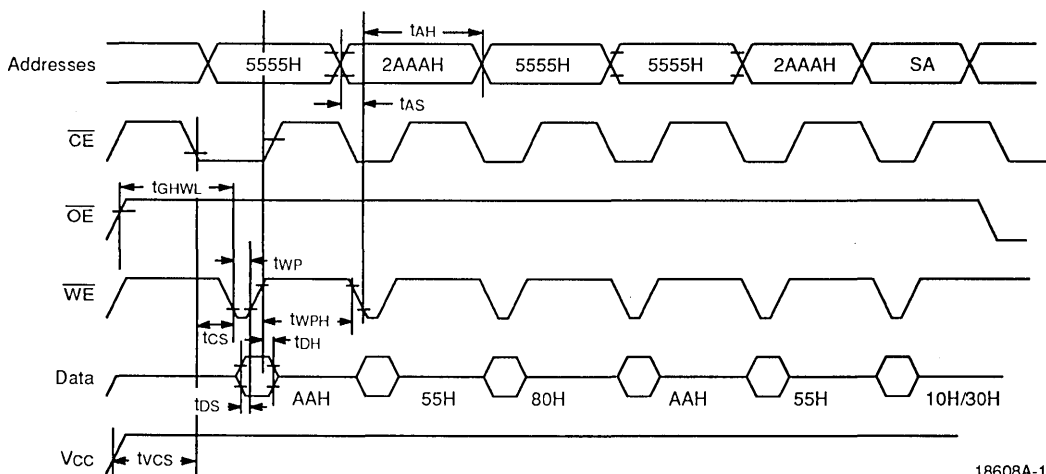 tAH
Addresses 5555H 2AAAH 5555H 5555H 2AAAH SA
tAS
CE
tGHWL
OE
tWP
WE
tCS tWPH
tDH
Data
tDS AAH 55H 80H AAH 55H 10H/30H
VCC tVCS
18608A-1